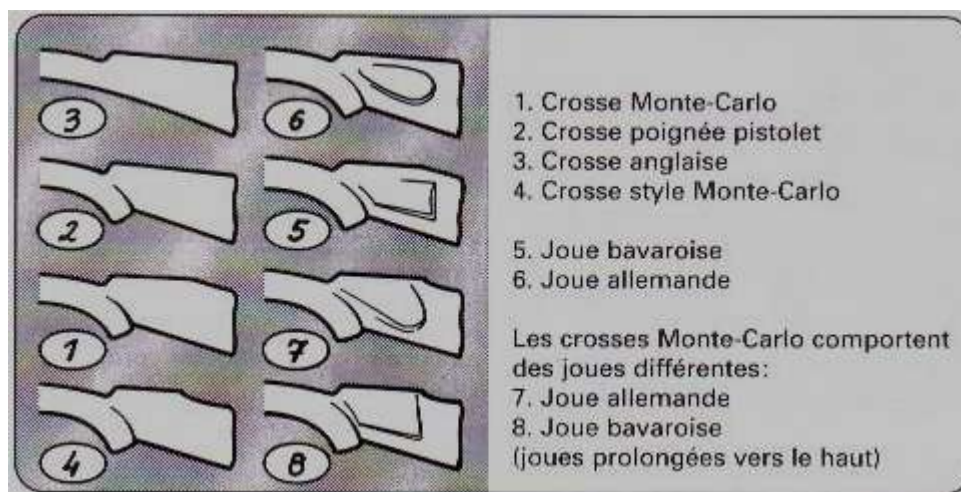 3
6
2
5
1
7
4
8
1. Crosse Monte-Carlo
2. Crosse poignée pistolet
3. Crosse anglaise
4. Crosse style Monte-Carlo
5. Joue bavaroise
6. Joue allemande
Les crosses Monte-Carlo comportent
des joues différentes:
7. Joue allemande
8. Joue bavaroise
(joues prolongées vers le haut)